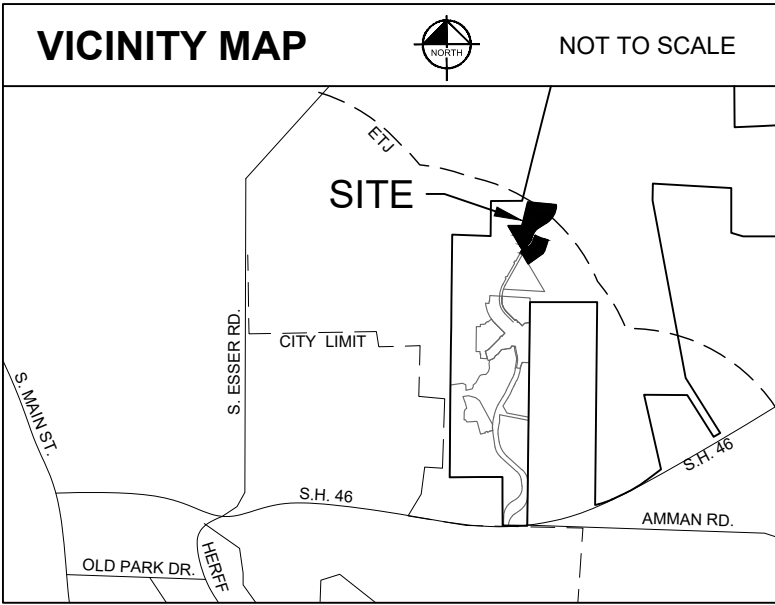 VICINITY MAP
NORTH
NOT TO SCALE
ETJ
SITE
S. ESSER RD.
CITY LIMIT
S. MAIN ST.
S.H. 46
S.H. 46
AMMAN RD.
OLD PARK DR.
HERFF